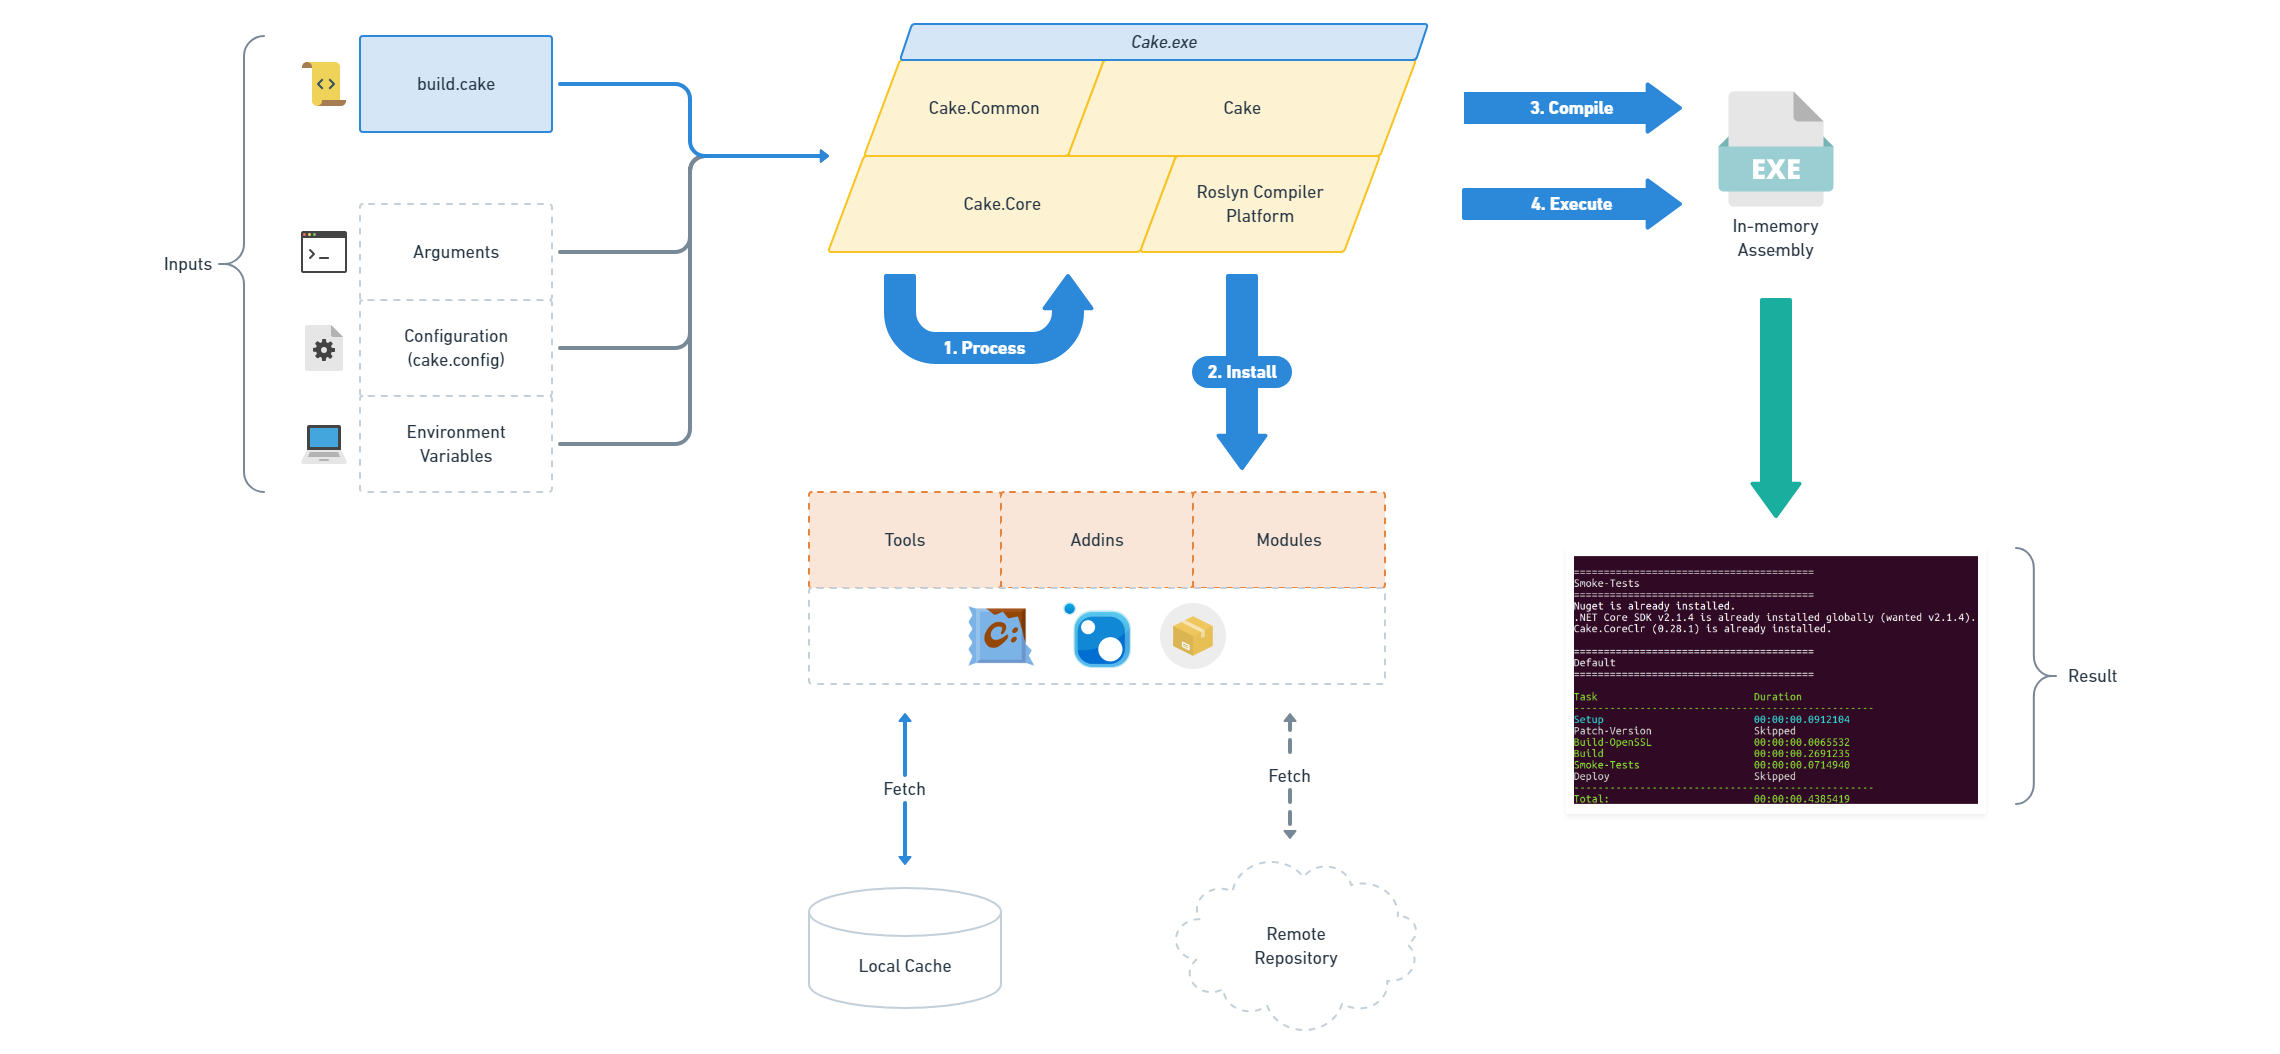 Inputs
build.cake
Arguments
Configuration
(cake.config)
Environment
Variables
Cake.exe
Cake.Common
Cake
Cake.Core
Roslyn Compiler
Platform
1. Process
2. Install
3. Compile
4. Execute
EXE
In-memory
Assembly
Tools
Addins
Modules
C:
Fetch
Fetch
Local Cache
Remote
Repository
========================================
Smoke-Tests
========================================
Nuget is already installed.
.NET Core SDK v2.1.4 is already installed globally (wanted v2.1.4).
Cake.CoreClr (0.28.1) is already installed.
========================================
Default
========================================
Task Duration
--------------------------------------------------
Setup 00:00:00.0912104
Patch-Version Skipped
Build-OpenSSL 00:00:00.0065532
Build 00:00:00.2691235
Smoke-Tests 00:00:00.0714940
Deploy Skipped
--------------------------------------------------
Total: 00:00:00.4385419
Result